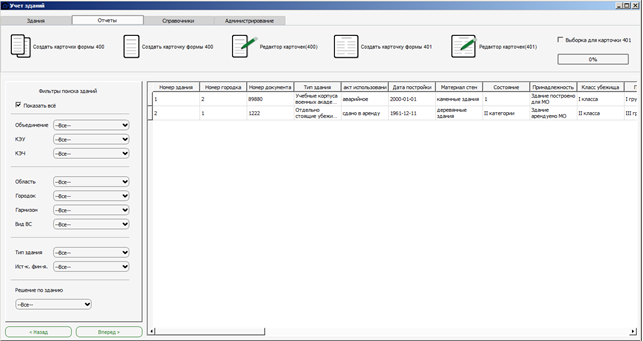 Учет зданий
Здания Отчеты Справочники Администрирование
Создать карточки формы 400 Создать карточку формы 400 Редактор карточек(400) Создать карточку формы 401 Редактор карточек(401) Выборка для карточки 401
0%
Фильтры поиска зданий
Показать всё
Объединение --Все--
КЭУ --Все--
КЭЧ --Все--
Область --Все--
Городок --Все--
Гарнизон --Все--
Вид ВС --Все--
Тип здания --Все--
Ист-к. фин-я. --Все--
Решение по зданию
--Все--
< Назад Вперед >
Номер здания Номер городка Номер документа Тип здания акт использовани Дата постройки Материал стен Состояние Принадлежность Класс убежища Г
1 2 89880 Учебные корпуса военных акаде... аварийное 2000-01-01 каменные здания 1 Здание построено для МО I класса I гру
2 1 1222 Отдельно стоящие убежи... сдано в аренду 1961-12-11 деревянные здания II категории Здание арендуемо МО II класса III гр